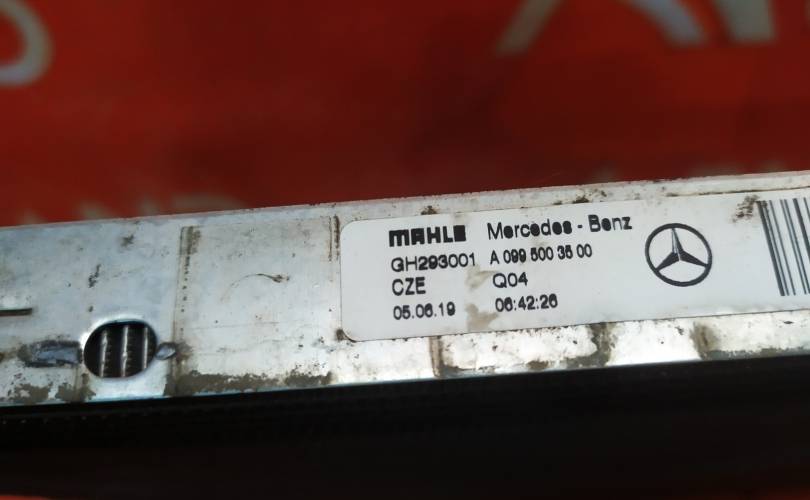 MAHLE Mercedes - Benz
GH293001 A 099 500 35 00
CZE Q04
05.06.19 06:42:26